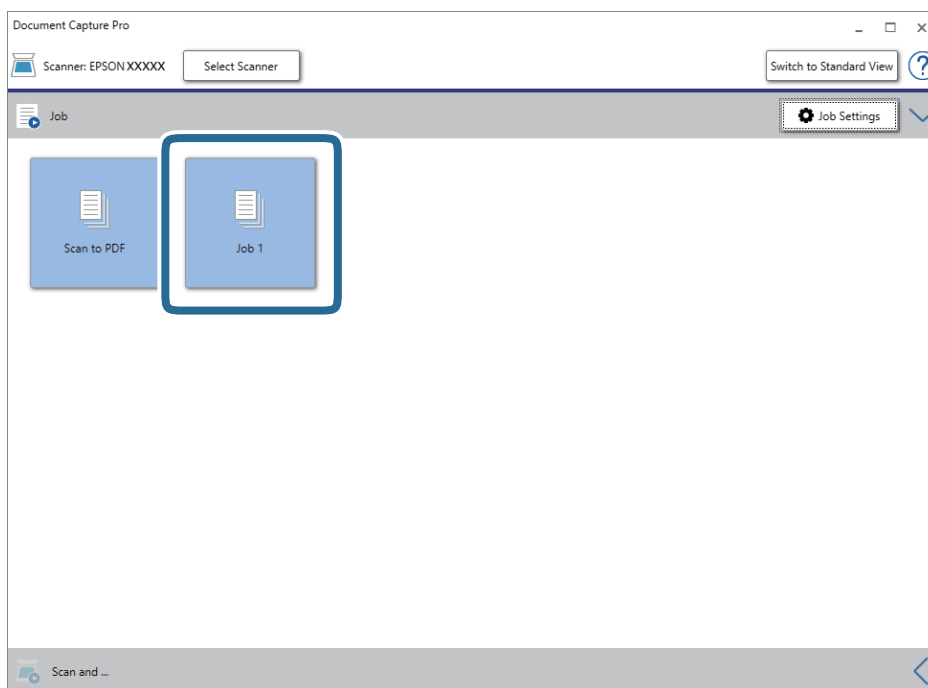 Document Capture Pro
Scanner: EPSON XXXXX
Select Scanner
Switch to Standard View
?
Job
Job Settings
Scan to PDF
Job 1
Scan and ...